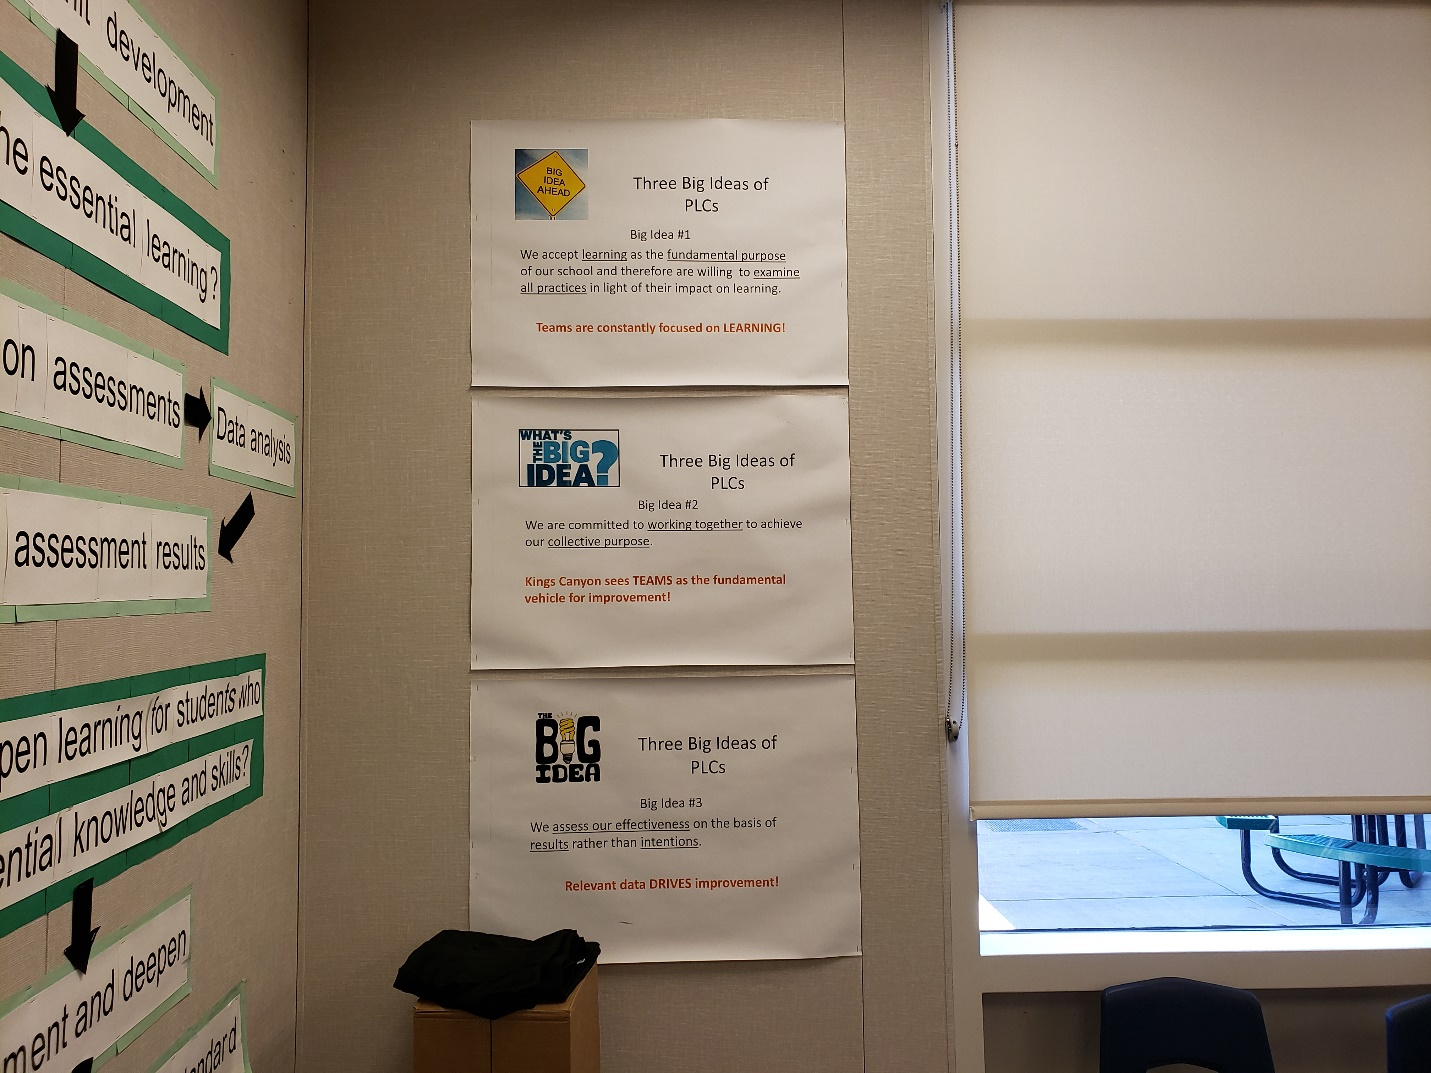 development
essential learning?
on assessments
Data analysis
assessment results
learning for students who
knowledge and skills?
and deepen
BIG
IDEA
AHEAD
Three Big Ideas of
PLCs
Big Idea #1
We accept learning as the fundamental purpose
of our school and therefore are willing to examine
all practices in light of their impact on learning.
Teams are constantly focused on LEARNING!
WHAT'S
THE BIG
IDEA?
Three Big Ideas of
PLCs
Big Idea #2
We are committed to working together to achieve
our collective purpose.
Kings Canyon sees TEAMS as the fundamental
vehicle for improvement!
THE
BIG
IDEA
Three Big Ideas of
PLCs
Big Idea #3
We assess our effectiveness on the basis of
results rather than intentions.
Relevant data DRIVES improvement!